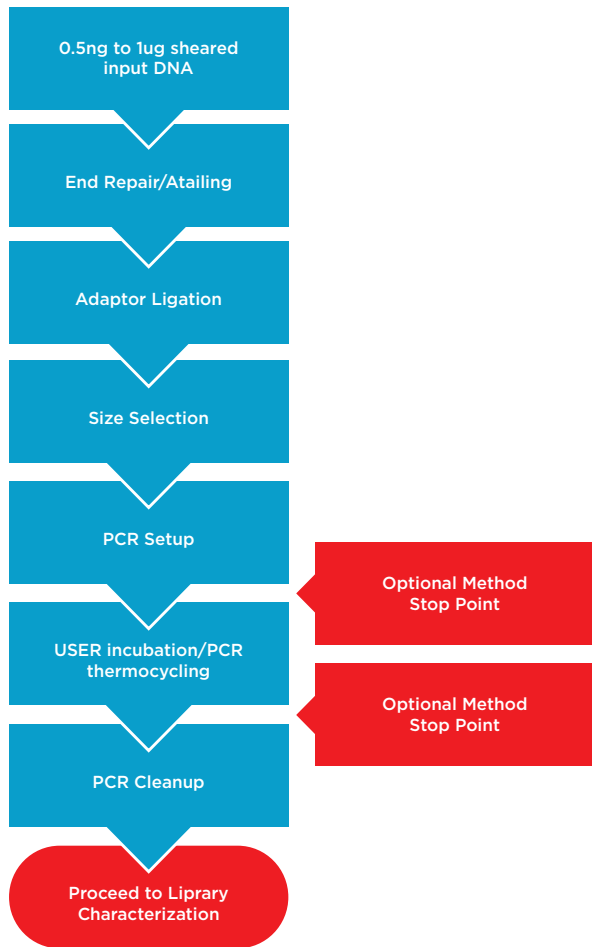 0.5ng to 1ug sheared
input DNA
End Repair/Atailing
Adaptor Ligation
Size Selection
PCR Setup
Optional Method
Stop Point
USER incubation/PCR
thermocycling
Optional Method
Stop Point
PCR Cleanup
Proceed to Liprary
Characterization